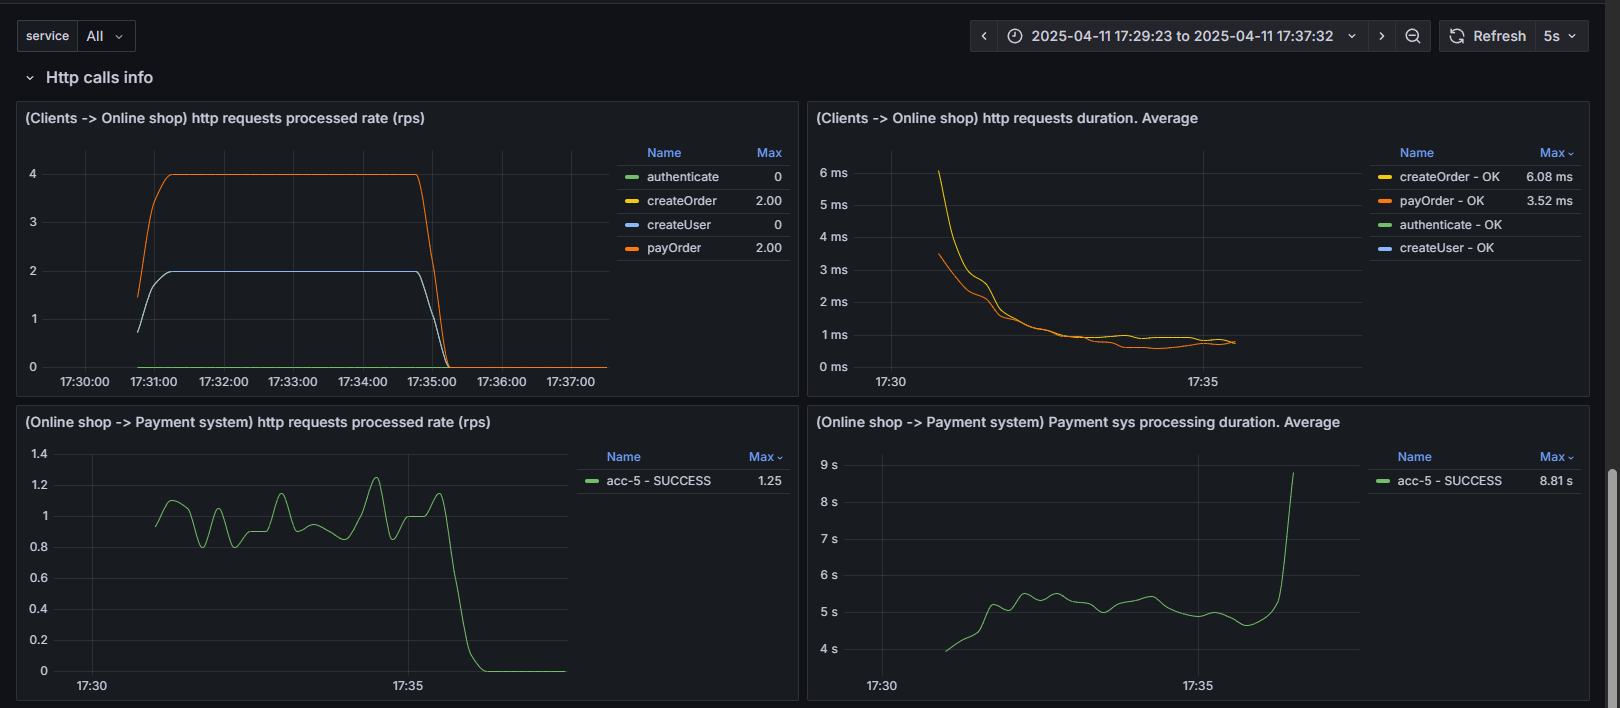 service All 2025-04-11 17:29:23 to 2025-04-11 17:37:32 Refresh 5s
Http calls info
(Clients -> Online shop) http requests processed rate (rps)
Name Max
authenticate 0
createOrder 2.00
createUser 0
payOrder 2.00
4
3
2
1
0
17:30:00 17:31:00 17:32:00 17:33:00 17:34:00 17:35:00 17:36:00 17:37:00
(Clients -> Online shop) http requests duration. Average
Name Max
createOrder - OK 6.08 ms
payOrder - OK 3.52 ms
authenticate - OK
createUser - OK
6 ms
5 ms
4 ms
3 ms
2 ms
1 ms
0 ms
17:30 17:35
(Online shop -> Payment system) http requests processed rate (rps)
Name Max
acc-5 - SUCCESS 1.25
1.4
1.2
1
0.8
0.6
0.4
0.2
0
17:30 17:35
(Online shop -> Payment system) Payment sys processing duration. Average
Name Max
acc-5 - SUCCESS 8.81 s
9 s
8 s
7 s
6 s
5 s
4 s
17:30 17:35